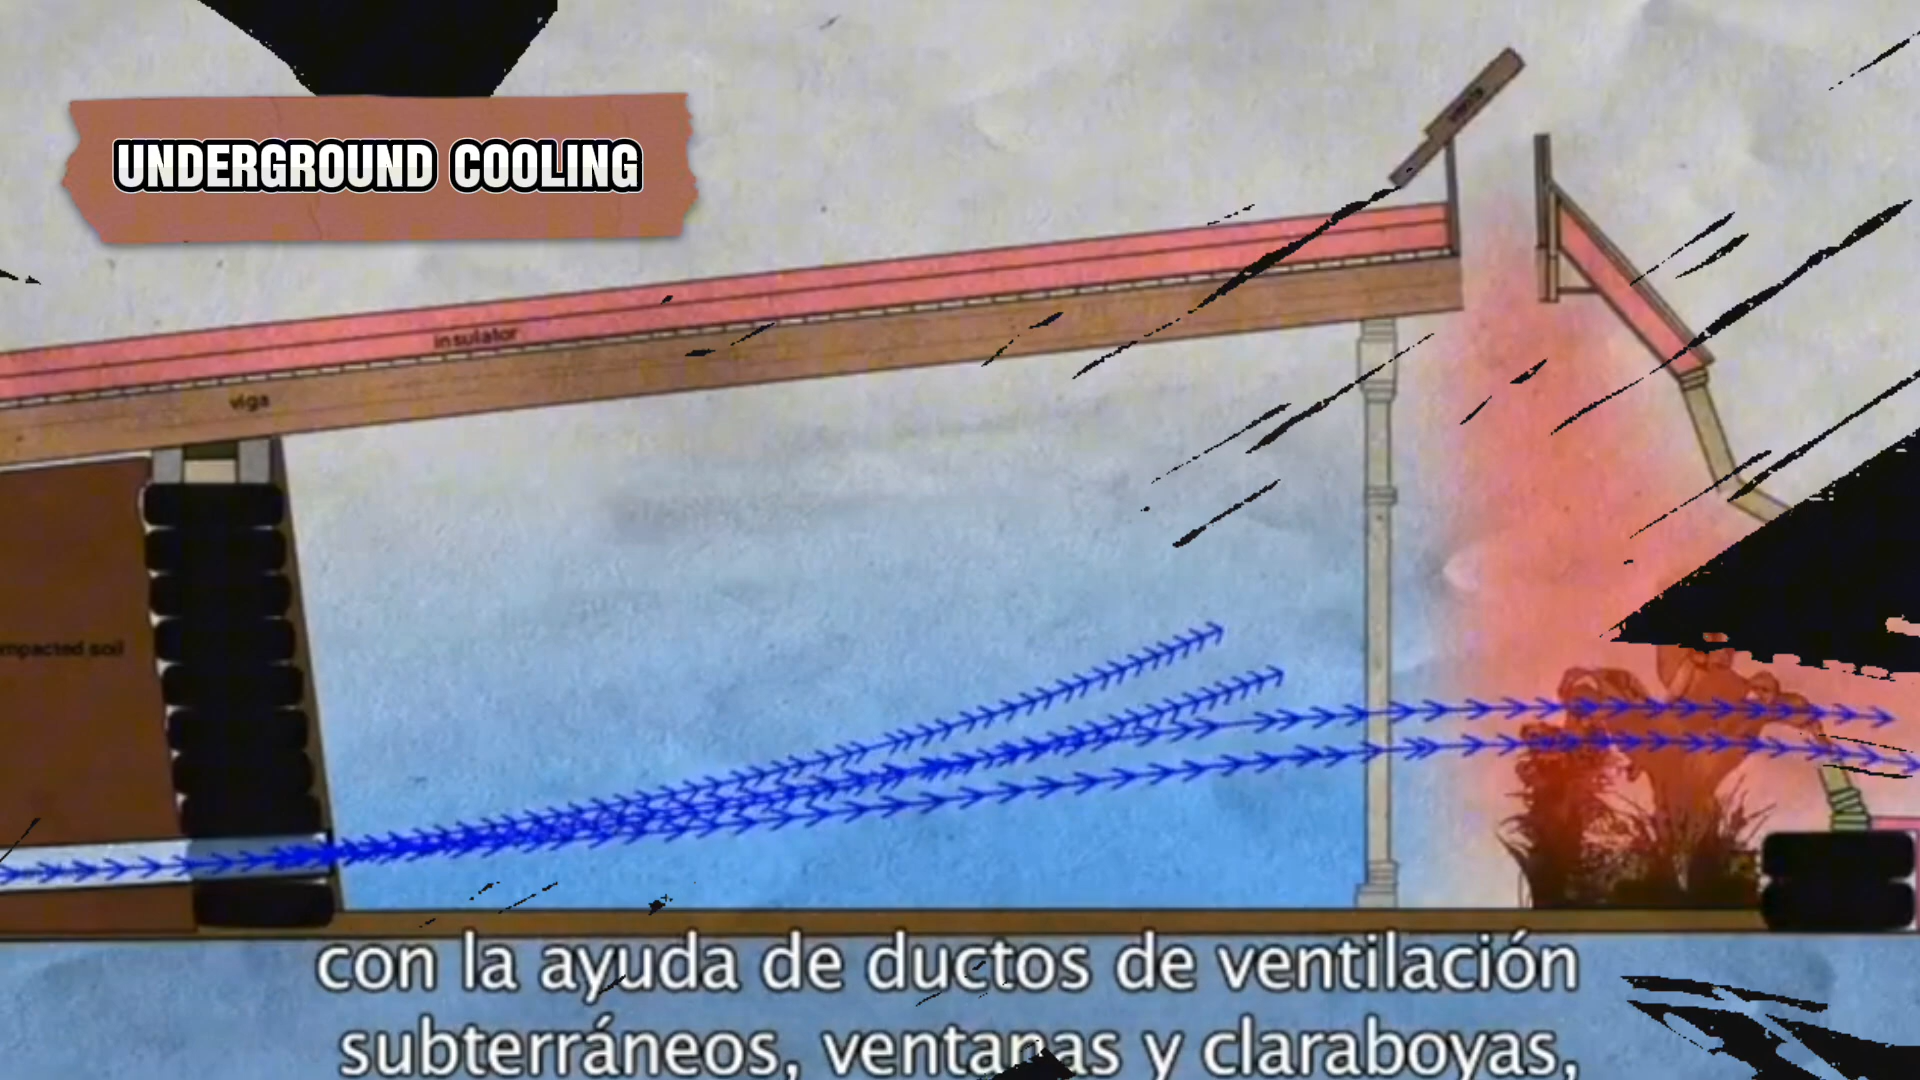 UNDERGROUND COOLING
insulator
viga
mpacted soil
con la ayuda de ductos de ventilación
subterráneos, ventanas y claraboyas,